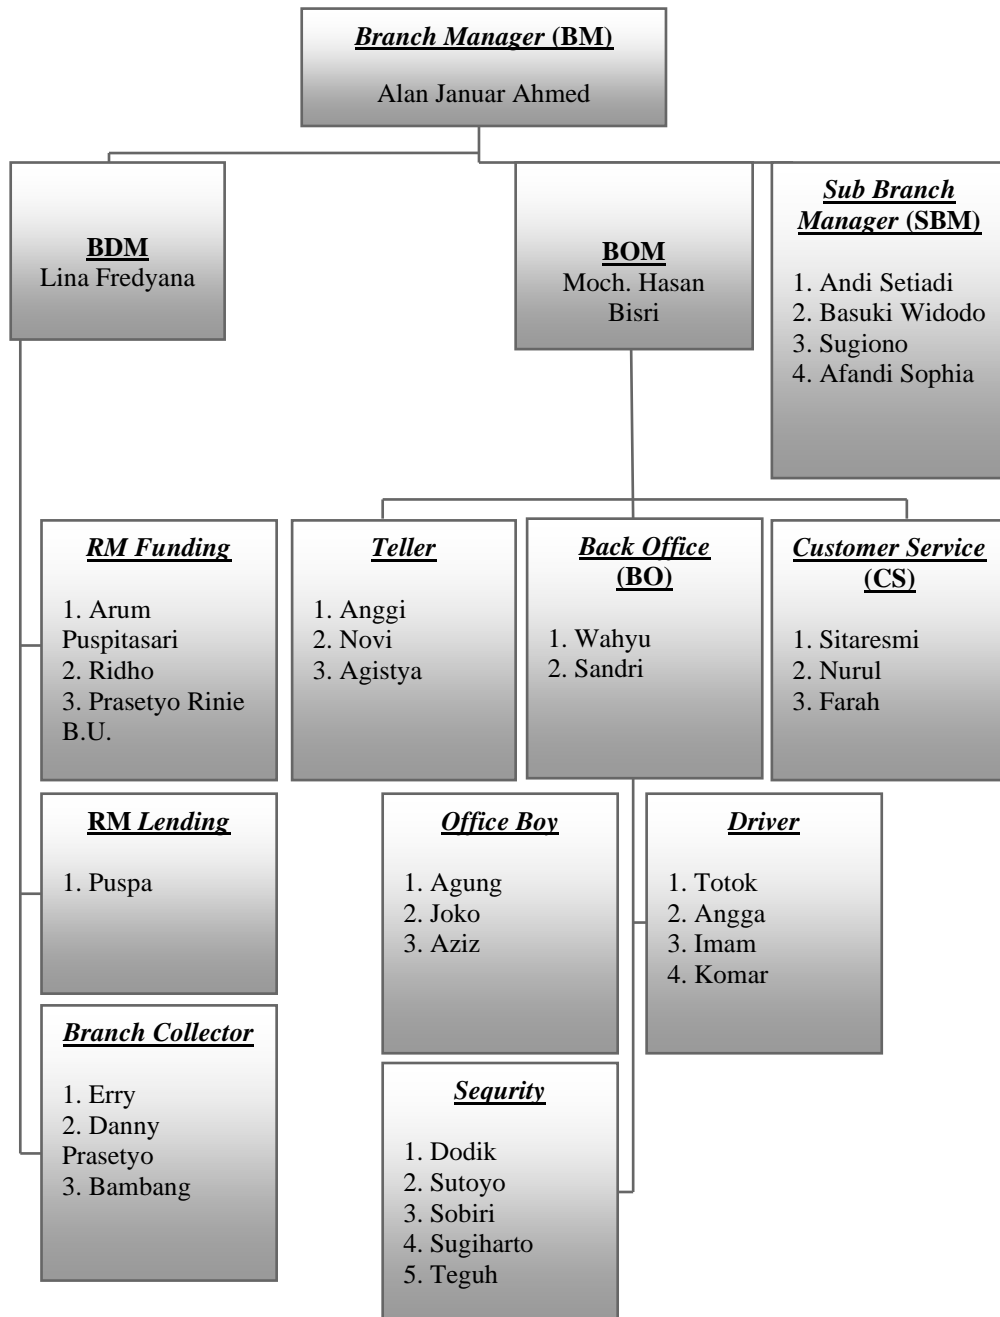 Branch Manager (BM)
Alan Januar Ahmed
BDM
Lina Fredyana
BOM
Moch. Hasan
Bisri
Sub Branch
Manager (SBM)
1. Andi Setiadi
2. Basuki Widodo
3. Sugiono
4. Afandi Sophia
RM Funding
1. Arum
Puspitasari
2. Ridho
3. Prasetyo Rinie
B.U.
Teller
1. Anggi
2. Novi
3. Agistya
Back Office
(BO)
1. Wahyu
2. Sandri
Customer Service
(CS)
1. Sitaresmi
2. Nurul
3. Farah
RM Lending
1. Puspa
Office Boy
1. Agung
2. Joko
3. Aziz
Driver
1. Totok
2. Angga
3. Imam
4. Komar
Branch Collector
1. Erry
2. Danny
Prasetyo
3. Bambang
Sequrity
1. Dodik
2. Sutoyo
3. Sobiri
4. Sugiharto
5. Teguh